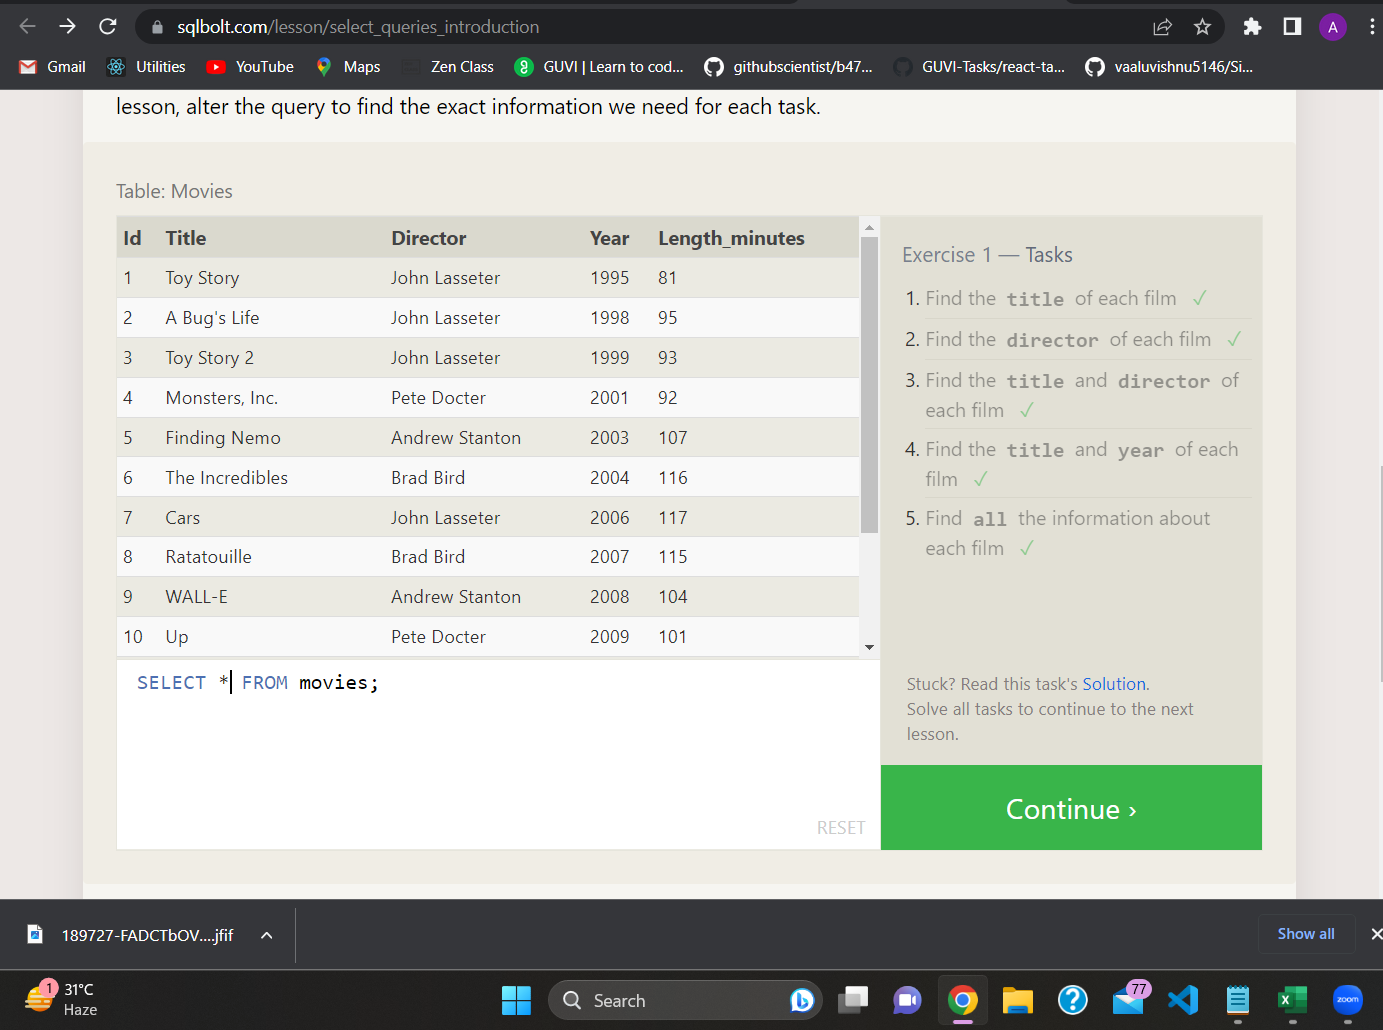 sqlbolt.com/lesson/select_queries_introduction
A
Gmail Utilities YouTube Maps Zen Class GUVI | Learn to cod... githubscientist/b47... GUVI-Tasks/react-ta... vaaluvishnu5146/Si...
lesson, alter the query to find the exact information we need for each task.
Table: Movies
Id Title Director Year Length_minutes
1 Toy Story John Lasseter 1995 81
2 A Bug's Life John Lasseter 1998 95
3 Toy Story 2 John Lasseter 1999 93
4 Monsters, Inc. Pete Docter 2001 92
5 Finding Nemo Andrew Stanton 2003 107
6 The Incredibles Brad Bird 2004 116
7 Cars John Lasseter 2006 117
8 Ratatouille Brad Bird 2007 115
9 WALL-E Andrew Stanton 2008 104
10 Up Pete Docter 2009 101
SELECT * FROM movies;
RESET
Exercise 1 — Tasks
1. Find the title of each film ✓
2. Find the director of each film ✓
3. Find the title and director of
each film ✓
4. Find the title and year of each
film ✓
5. Find all the information about
each film ✓
Stuck? Read this task's Solution.
Solve all tasks to continue to the next
lesson.
Continue ›
189727-FADCTbOV....jfif
Show all
1
31°C
Haze
Search
77
zoom